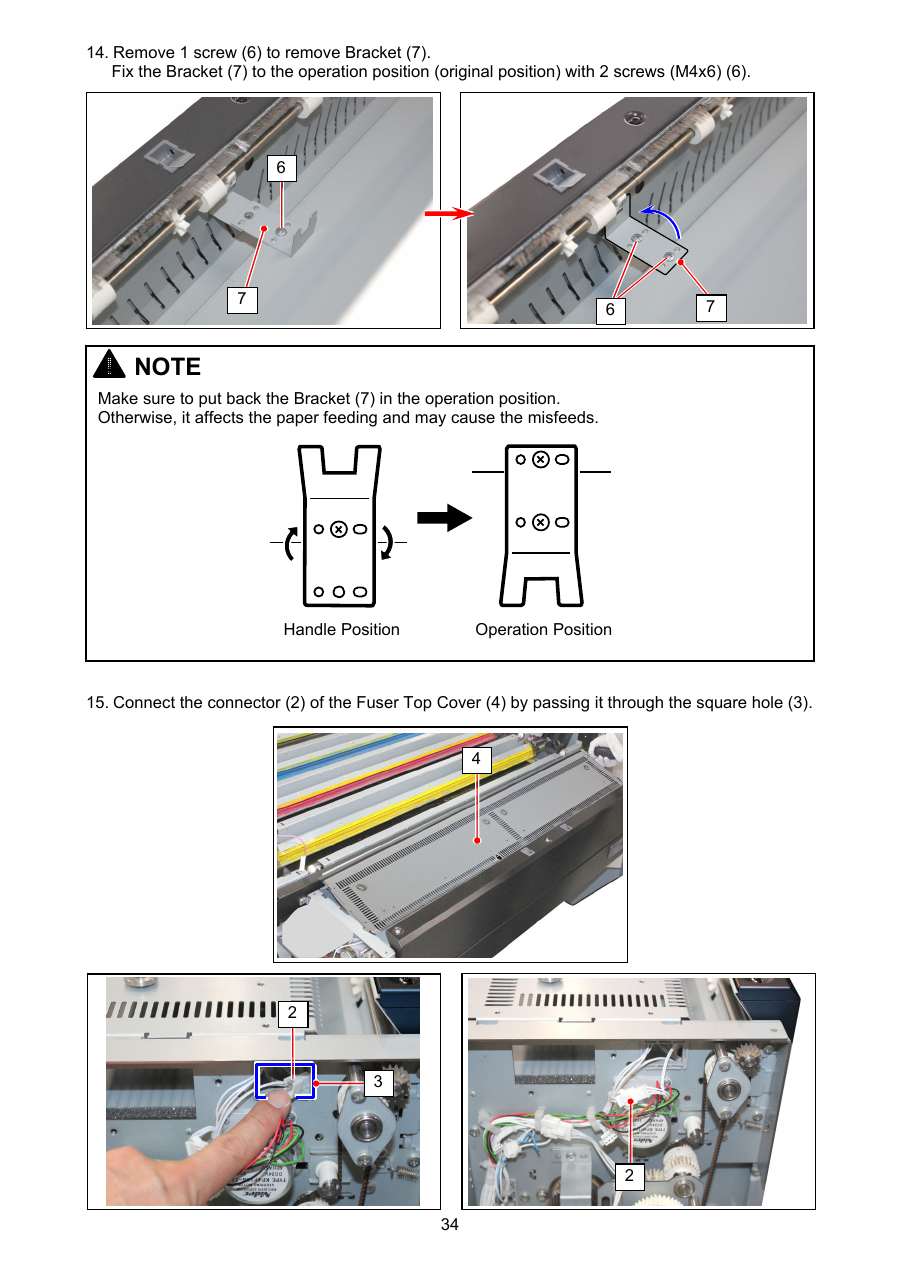 14. Remove 1 screw (6) to remove Bracket (7).
Fix the Bracket (7) to the operation position (original position) with 2 screws (M4x6) (6).
6
7
6
7
NOTE
Make sure to put back the Bracket (7) in the operation position.
Otherwise, it affects the paper feeding and may cause the misfeeds.
Handle Position
Operation Position
15. Connect the connector (2) of the Fuser Top Cover (4) by passing it through the square hole (3).
4
2
3
2
34